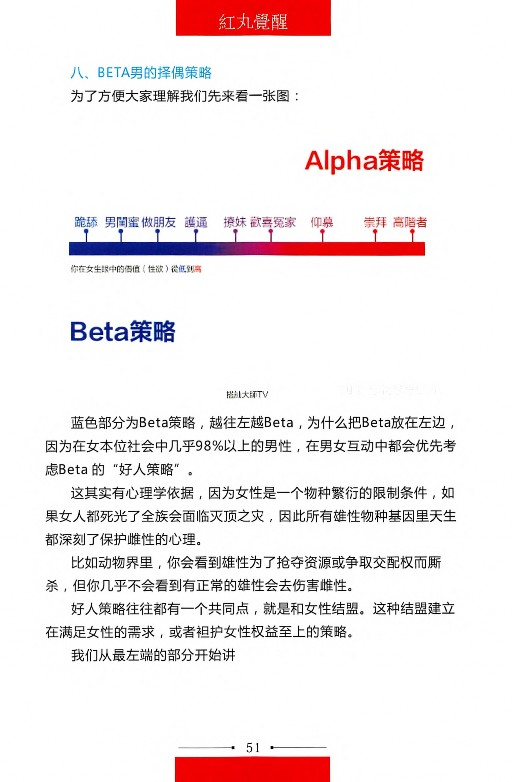 紅丸覺醒
八、BETA男的择偶策略
为了方便大家理解我们先来看一张图：
Alpha策略
跪舔 男閨蜜 做朋友 護逼 撩妹 歡喜冤家 仰慕 崇拜 高階者
你在女生眼中的價值（性欲）從低到高
Beta策略
大師TV
蓝色部分为Beta策略，越往左越Beta，为什么把Beta放在左边，
因为在女本位社会中几乎98%以上的男性，在男女互动中都会优先考
虑Beta 的“好人策略”。
这其实有心理学依据，因为女性是一个物种繁衍的限制条件，如
果女人都死光了全族会面临灭顶之灾，因此所有雄性物种基因里天生
都深刻了保护雌性的心理。
比如动物界里，你会看到雄性为了抢夺资源或争取交配权而厮
杀，但你几乎不会看到有正常的雄性会去伤害雌性。
好人策略往往都有一个共同点，就是和女性结盟。这种结盟建立
在满足女性的需求，或者袒护女性权益至上的策略。
我们从最左端的部分开始讲
51